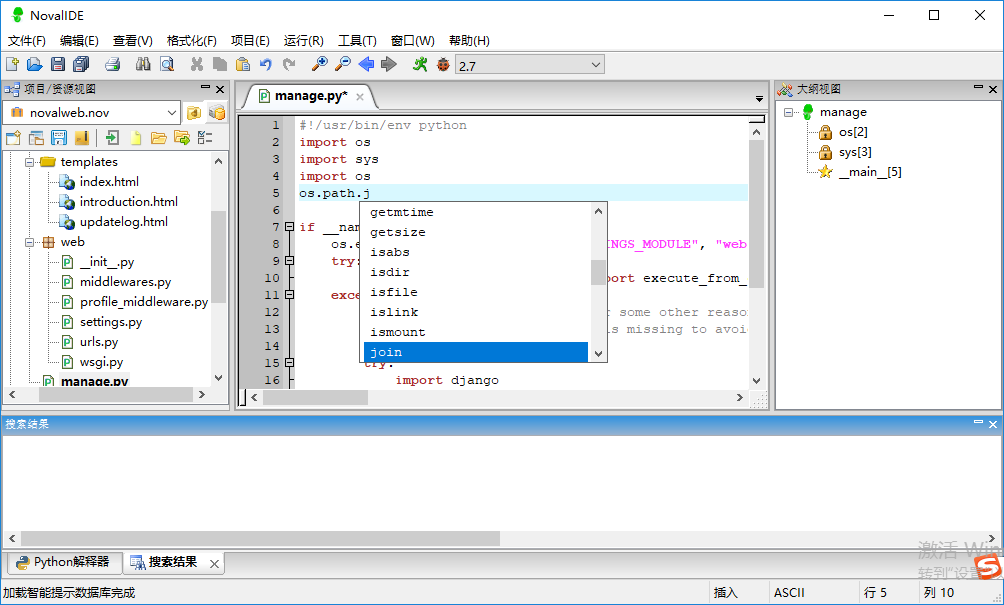 NovalIDE
文件(F) 编辑(E) 查看(V) 格式化(F) 项目(E) 运行(R) 工具(T) 窗口(W) 帮助(H)
2.7
项目/资源视图
novalweb.nov
templates
index.html
introduction.html
updatelog.html
web
__init__.py
middlewares.py
profile_middleware.py
settings.py
urls.py
wsgi.py
manage.py
manage.py*
1 #!/usr/bin/env python
2 import os
3 import sys
4 import os
5 os.path.j
6
7 if __nam
8 os.e INGS_MODULE", "web
9 try:
10 port execute_from_
11 exce
12 r some other reaso
13 is missing to avoi
14
15 try:
16 import django
getmtime
getsize
isabs
isdir
isfile
islink
ismount
join
大纲视图
manage
os[2]
sys[3]
__main__[5]
搜索结果
Python解释器 搜索结果
激活 Win
转到"设置
加载智能提示数据库完成 插入 ASCII 行 5 列 10